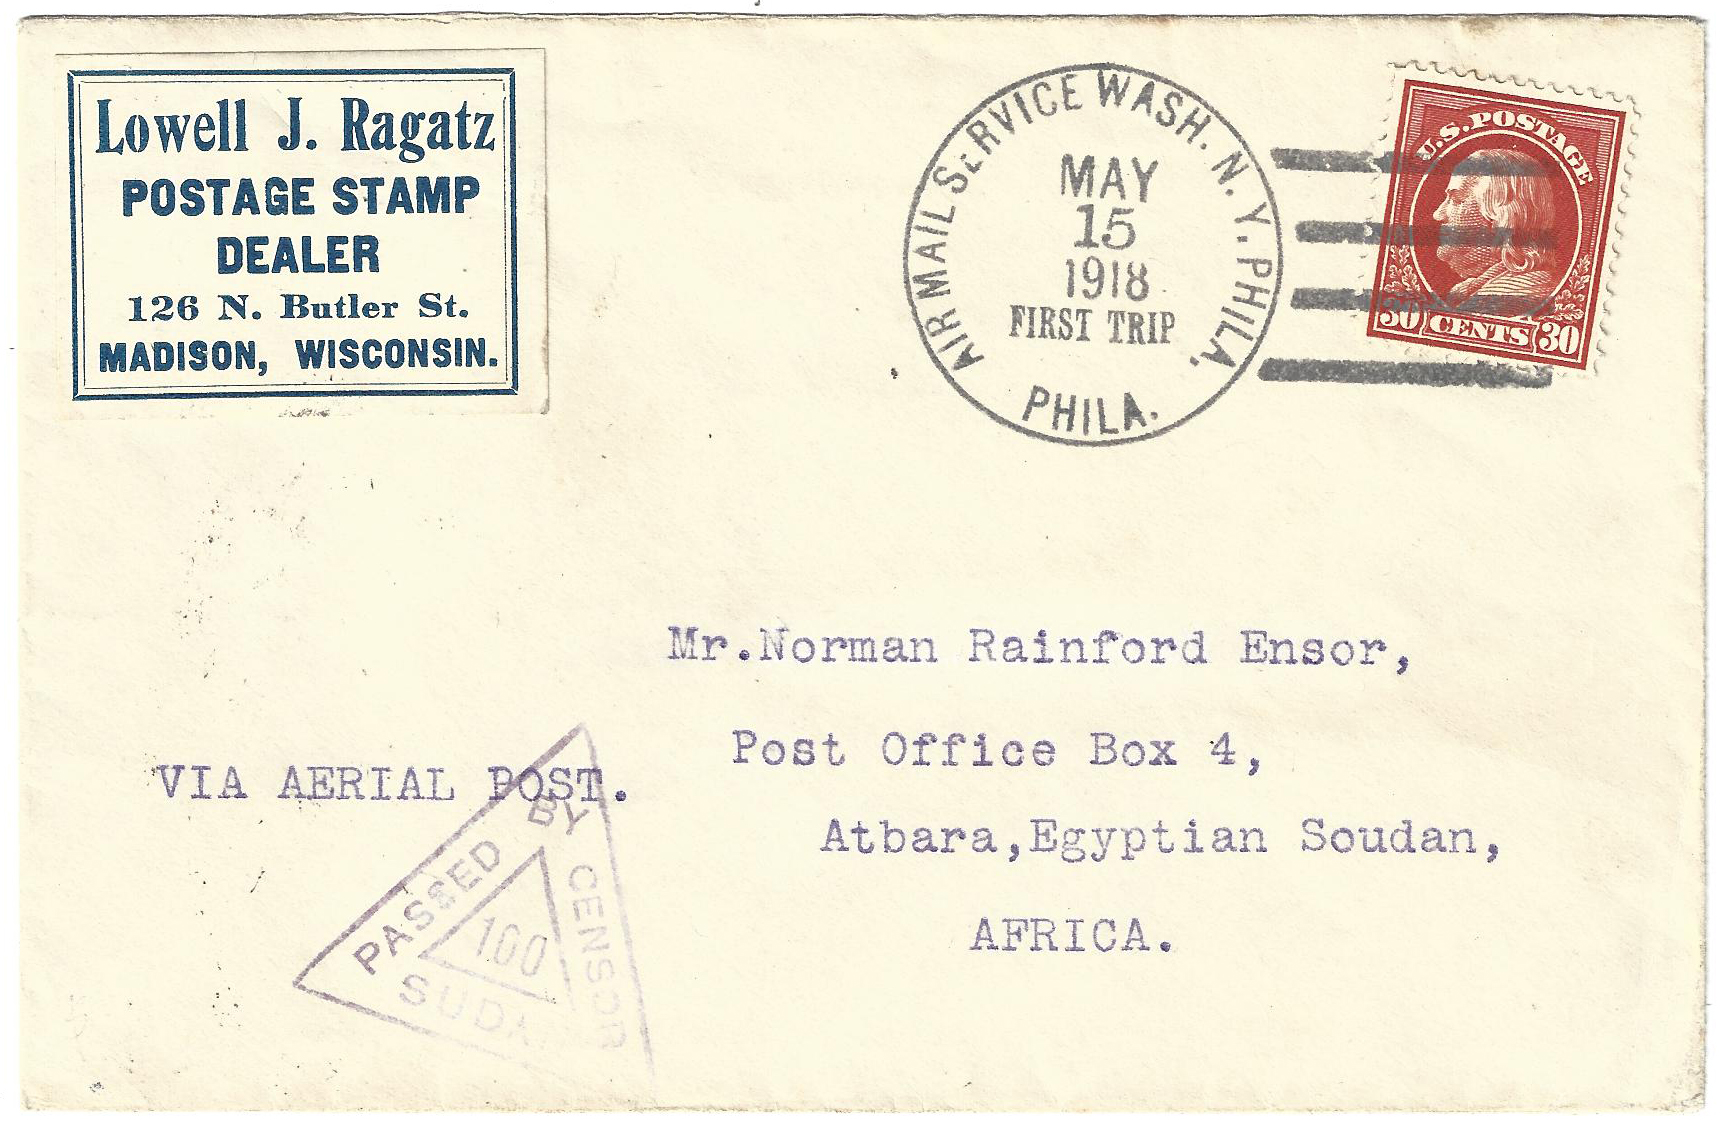 Lowell J. Ragatz
POSTAGE STAMP
DEALER
126 N. Butler St.
MADISON, WISCONSIN.
AIR MAIL SERVICE WASH. N.Y. PHILA.
MAY
15
1918
FIRST TRIP
PHILA.
U.S. POSTAGE
30 CENTS 30
Mr.Norman Rainford Ensor,
Post Office Box 4,
VIA AERIAL POST.
Atbara,Egyptian Soudan,
AFRICA.
PASSED BY CENSOR
100
SUDA